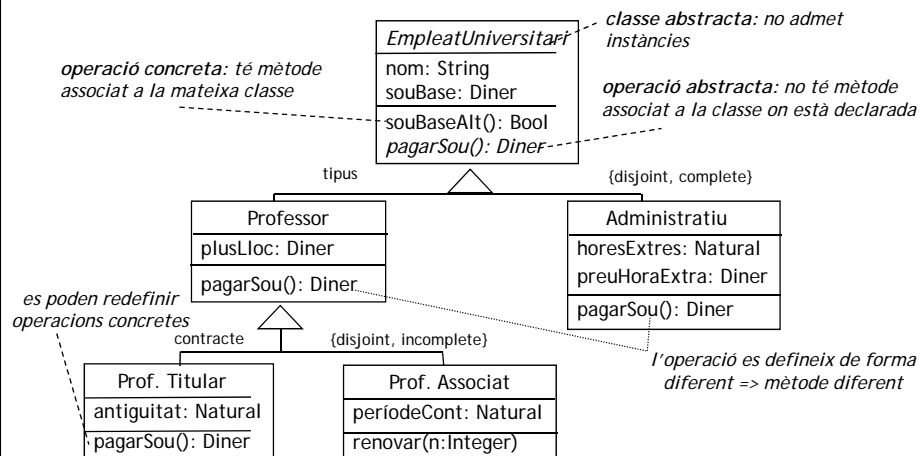 classe abstracta: no admet
instàncies
EmpleatUniversitari
nom: String
souBase: Diner
souBaseAlt(): Bool
pagarSou(): Diner
operació concreta: té mètode
associat a la mateixa classe
operació abstracta: no té mètode
associat a la classe on està declarada
tipus
{disjoint, complete}
Professor
plusLloc: Diner
pagarSou(): Diner
Administratiu
horesExtres: Natural
preuHoraExtra: Diner
pagarSou(): Diner
es poden redefinir
operacions concretes
contracte
{disjoint, incomplete}
l'operació es defineix de forma
diferent => mètode diferent
Prof. Titular
antiguitat: Natural
pagarSou(): Diner
Prof. Associat
períodeCont: Natural
renovar(n:Integer)